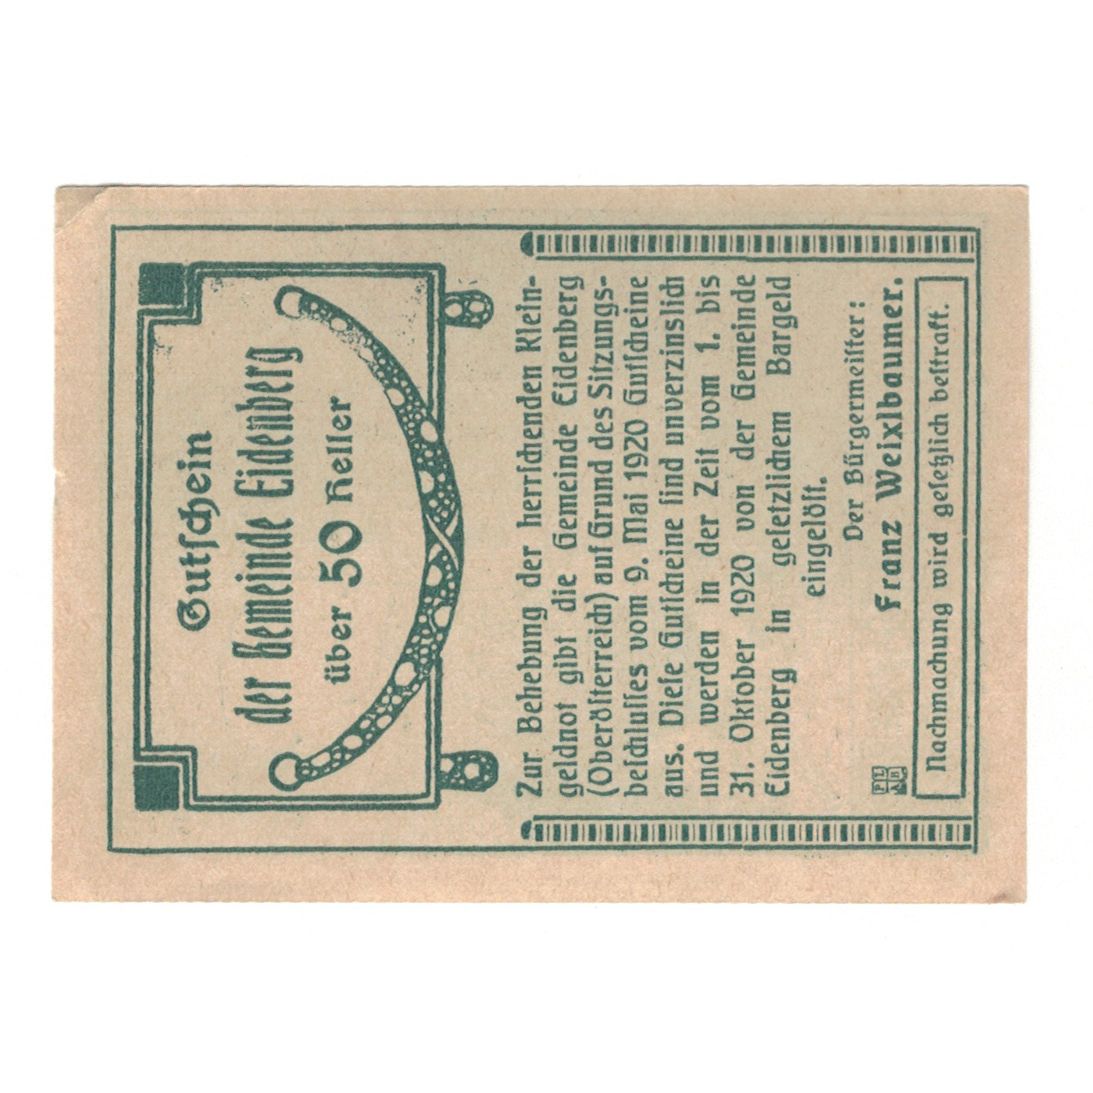 Gutſchein
der Gemeinde Eidenberg
über 50 Heller
Zur Behebung der herrſchenden Klein-
geldnot gibt die Gemeinde Eidenberg
(Oberöſterreich) auf Grund des Sitzungs-
beſchluſſes vom 9. Mai 1920 Gutſcheine
aus. Dieſe Gutſcheine ſind unverzinslich
und werden in der Zeit vom 1. bis
31. Oktober 1920 von der Gemeinde
Eidenberg in geſetzlichem Bargeld
eingelöſt.
Der Bürgermeiſter:
Franz Weixlbaumer.
Nachmachung wird geſetzlich beſtraft.